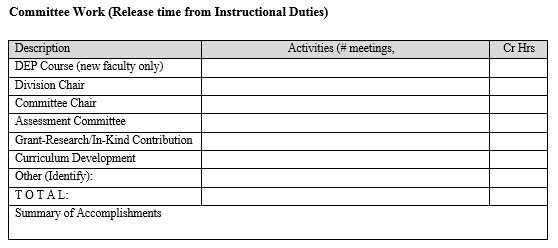 Committee Work (Release time from Instructional Duties)
Description Activities (# meetings, Cr Hrs
DEP Course (new faculty only)
Division Chair
Committee Chair
Assessment Committee
Grant-Research/In-Kind Contribution
Curriculum Development
Other (Identify):
T O T A L:
Summary of Accomplishments